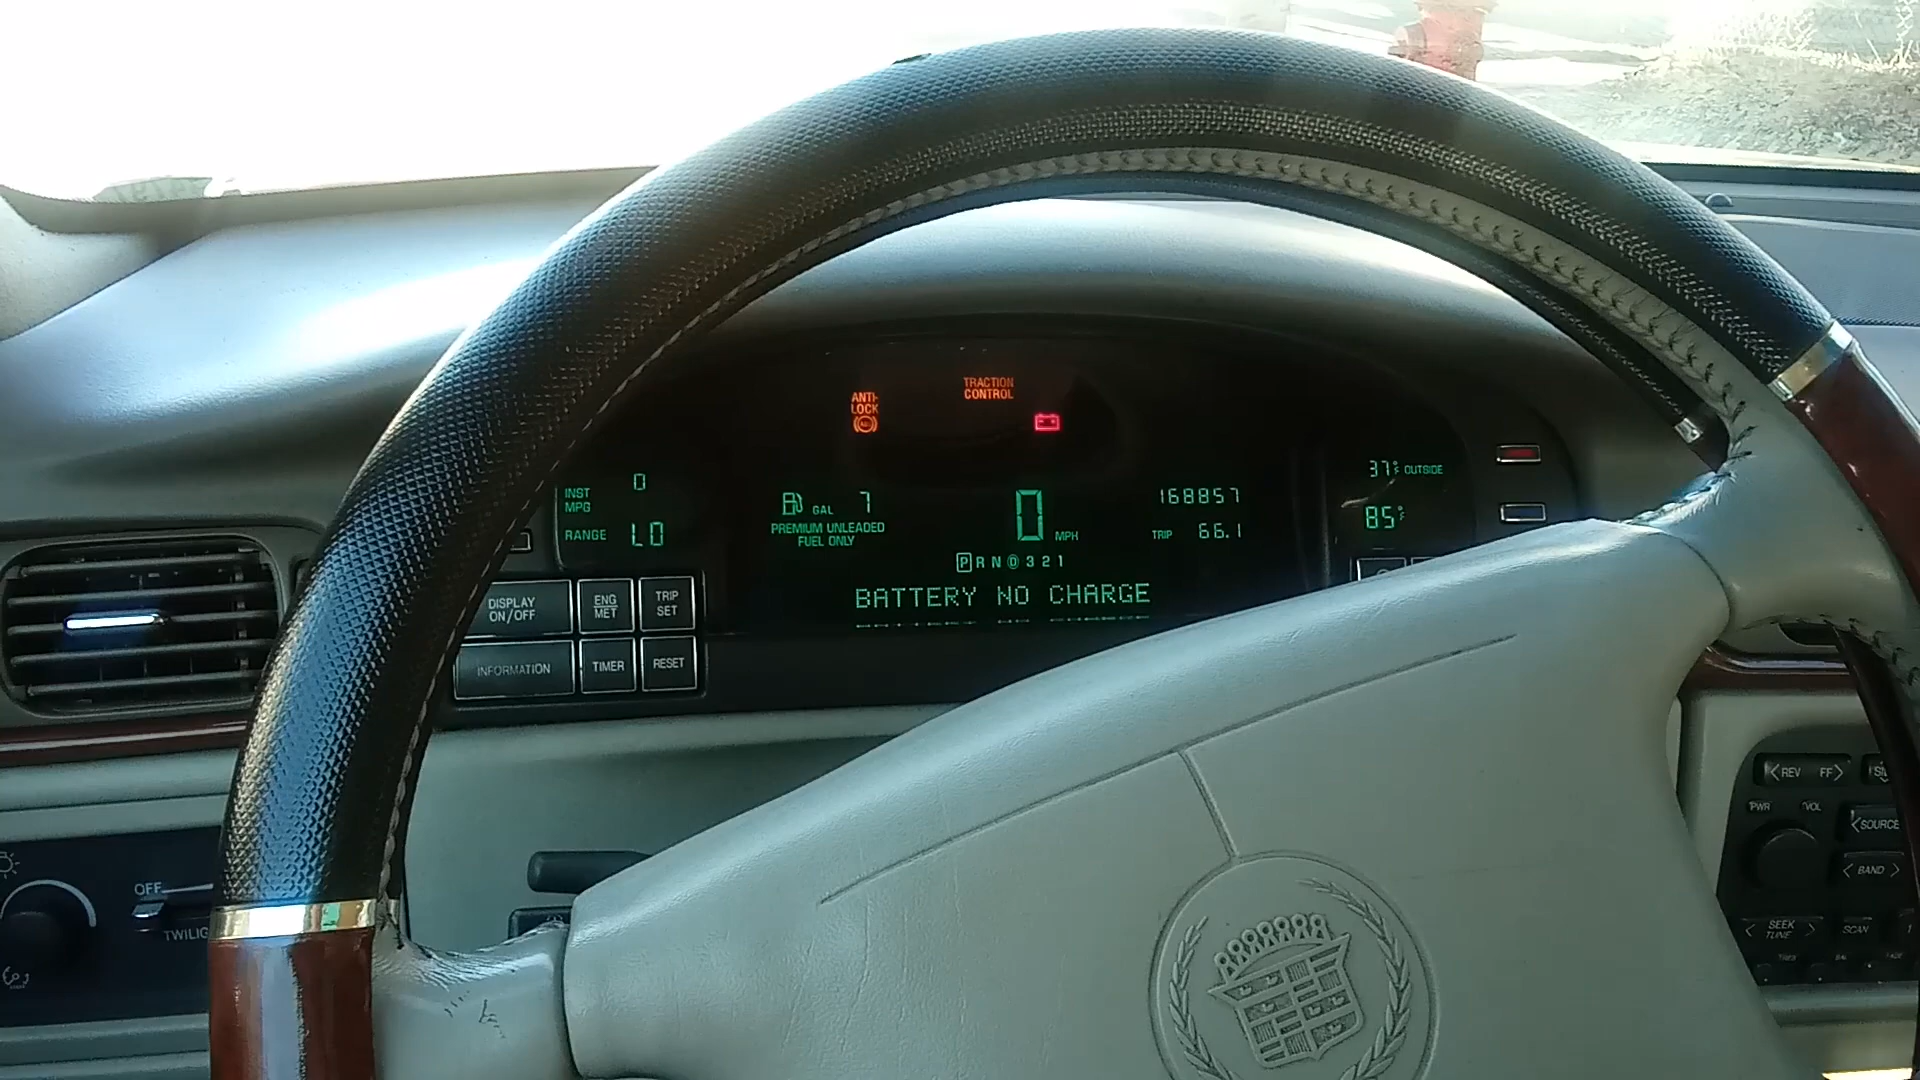 TRACTION
CONTROL
ANTI-
LOCK
INST
MPG
0
RANGE LO
GAL 7
PREMIUM UNLEADED
FUEL ONLY
0 MPH
168857
TRIP 66.1
37°F OUTSIDE
85°F
P R N D 3 2 1
BATTERY NO CHARGE
DISPLAY
ON/OFF
ENG
MET
TRIP
SET
INFORMATION
TIMER
RESET
OFF
REV FF
PWR VOL
SOURCE
BAND
SEEK
TUNE
SCAN